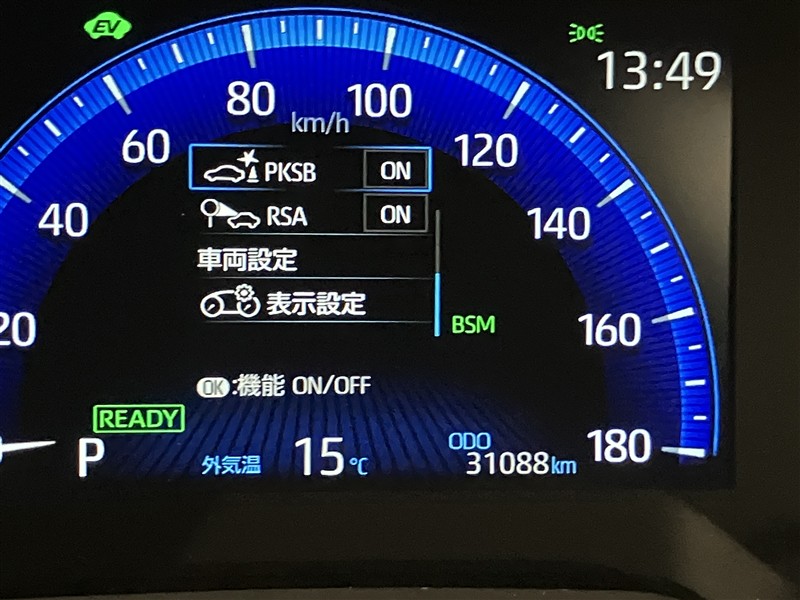 EV
13:49
80
100
km/h
60
120
PKSB ON
40
RSA ON
140
車両設定
表示設定
20
BSM
160
OK:機能 ON/OFF
READY
P
外気温 15℃
ODO
31088km
180